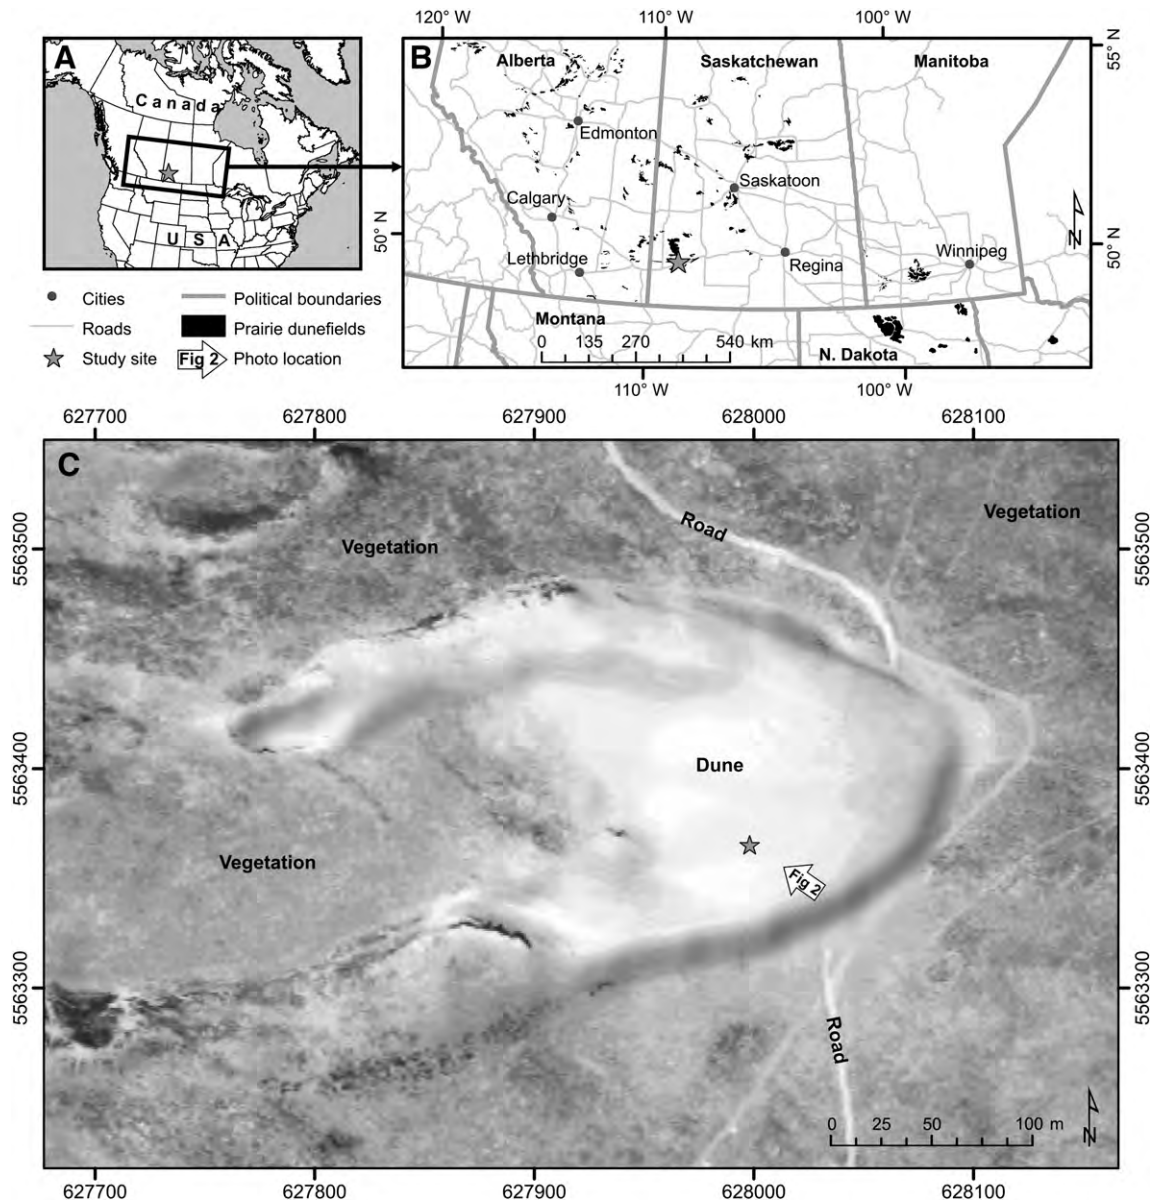 120° W
110° W
100° W
A
Canada
U S A
B
Alberta
Saskatchewan
Manitoba
55° N
Edmonton
Saskatoon
Calgary
50° N
50° N
Lethbridge
Regina
Winnipeg
N
Montana
0 135 270 540 km
N. Dakota
110° W
100° W
Cities
Political boundaries
Roads
Prairie dunefields
Study site
Fig 2
Photo location
627700
627800
627900
628000
628100
C
Vegetation
Road
Vegetation
5563500
5563500
Dune
5563400
5563400
Vegetation
Fig 2
5563300
5563300
Road
0 25 50 100 m
N
627700
627800
627900
628000
628100